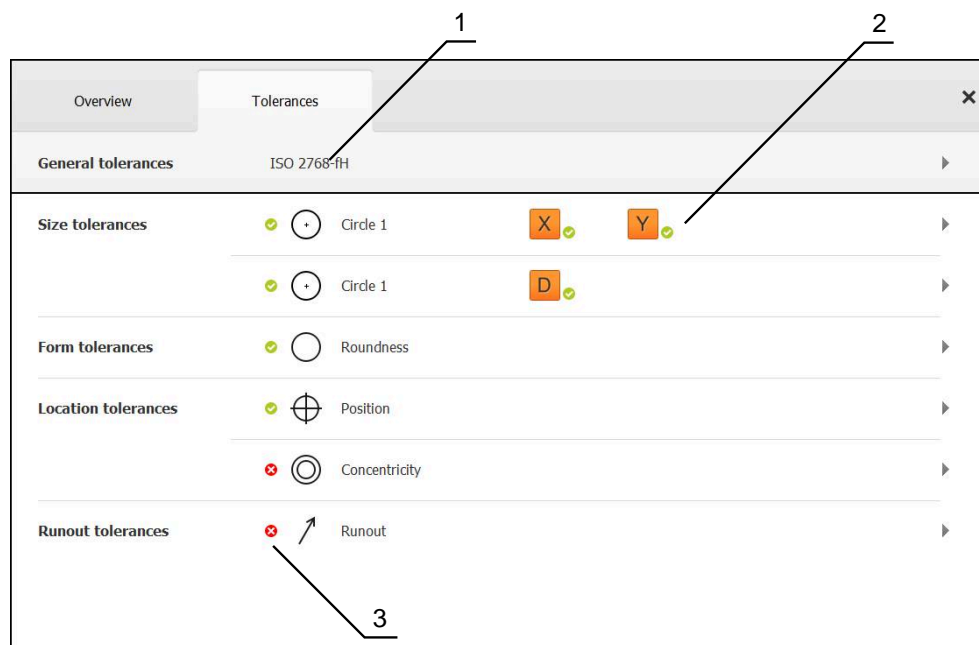 1
2
Overview
Tolerances
General tolerances
ISO 2768-fH
Size tolerances
Circle 1
X
Y
Circle 1
D
Form tolerances
Roundness
Location tolerances
Position
Concentricity
Runout tolerances
Runout
3